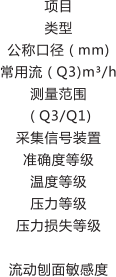 项目
类型
公称口径（mm)
常用流（Q3)m³/h
测量范围
（Q3/Q1)
采集信号装置
准确度等级
温度等级
压力等级
压力损失等级
流动刨面敏感度